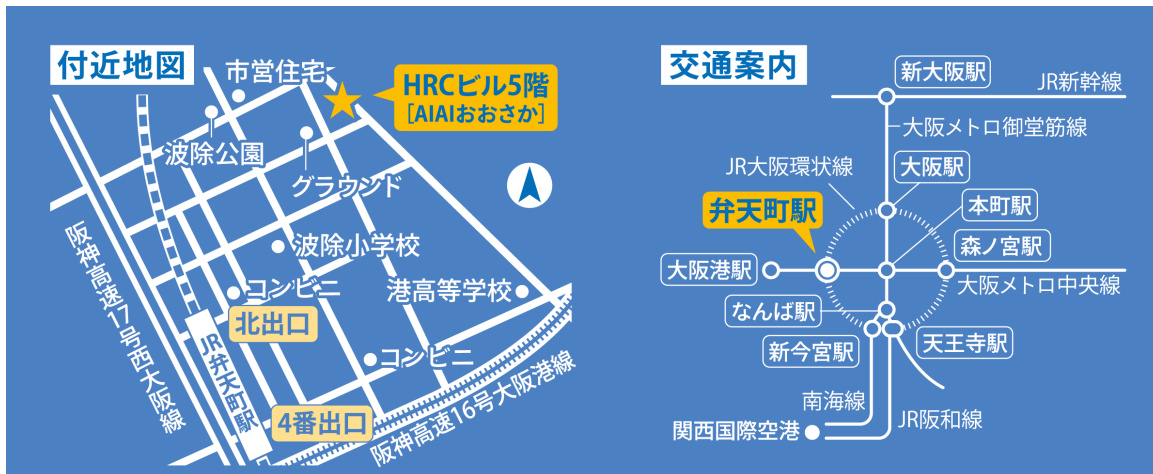 付近地図
市営住宅
HRCビル5階
[AIAIおおさか]
波除公園
グラウンド
波除小学校
コンビニ
港高等学校
北出口
JR弁天町駅
コンビニ
4番出口
阪神高速17号西大阪線
阪神高速16号大阪港線
交通案内
新大阪駅
JR新幹線
大阪メトロ御堂筋線
JR大阪環状線
大阪駅
弁天町駅
本町駅
森ノ宮駅
大阪港駅
大阪メトロ中央線
なんば駅
新今宮駅
天王寺駅
南海線
JR阪和線
関西国際空港